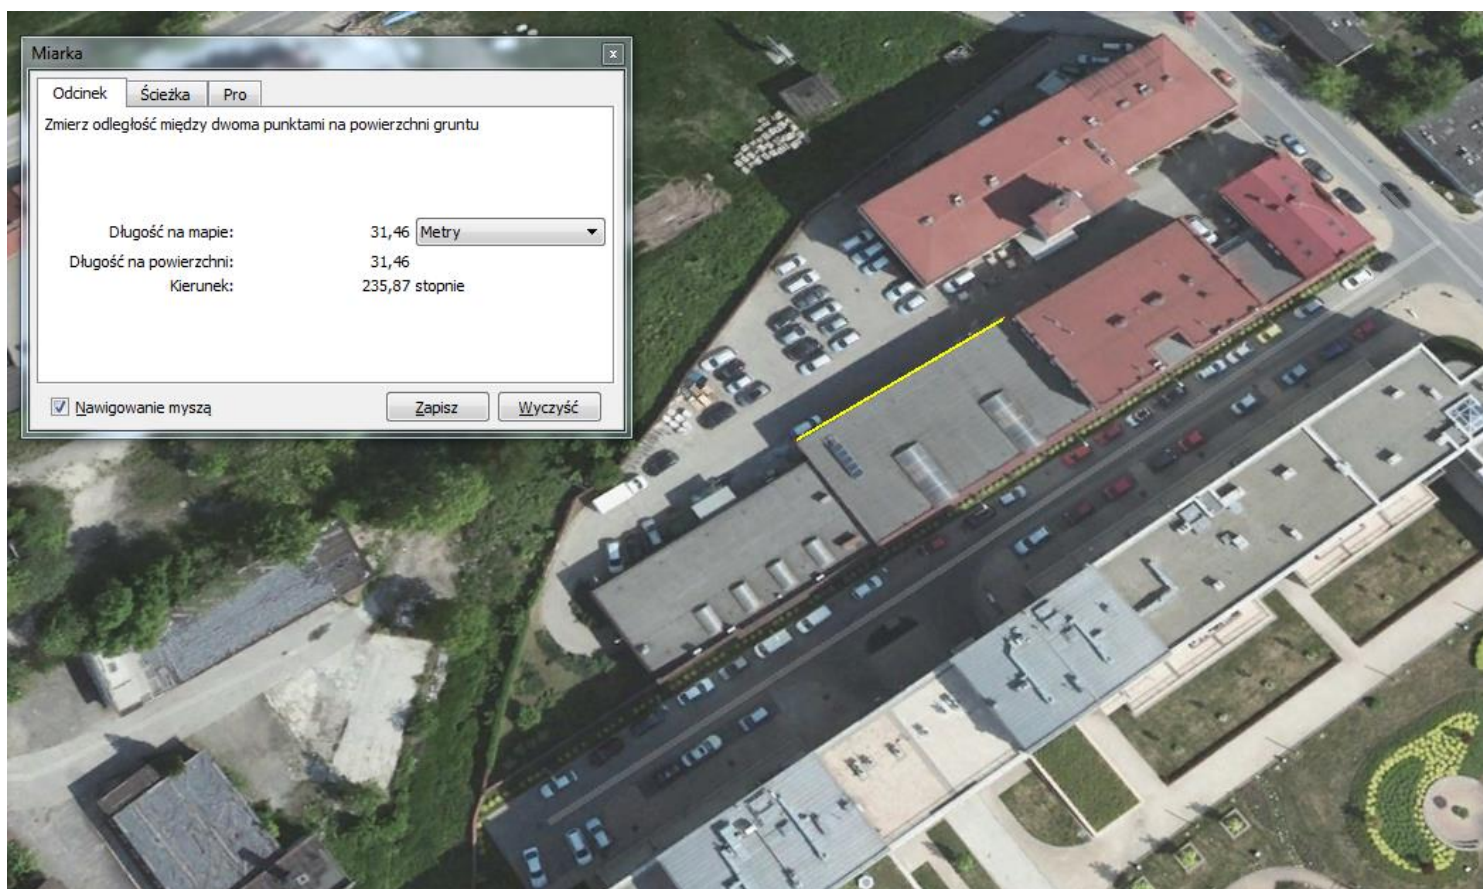 Miarka
Odcinek Ścieżka Pro
Zmierz odległość między dwoma punktami na powierzchni gruntu
Długość na mapie: 31,46 Metry
Długość na powierzchni: 31,46
Kierunek: 235,87 stopnie
Nawigowanie myszą Zapisz Wyczyść